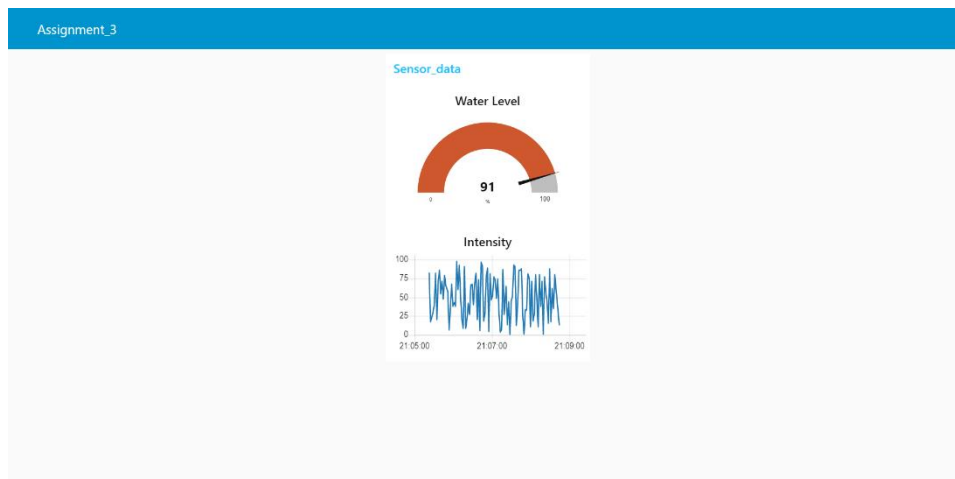 Assignment_3
Sensor_data
Water Level
91
0 % 100
Intensity
100
75
50
25
0
21:05:00 21:07:00 21:09:00